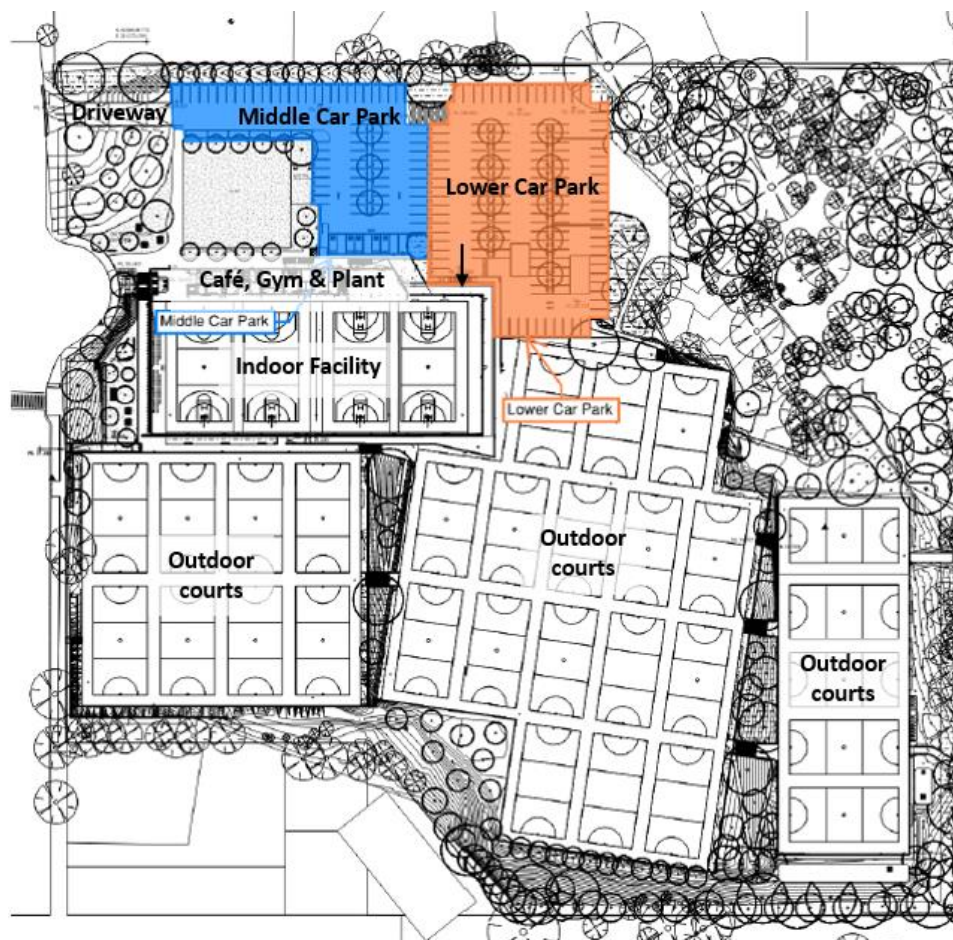 Driveway
Middle Car Park
Lower Car Park
Café, Gym & Plant
Middle Car Park
Indoor Facility
Lower Car Park
Outdoor
courts
Outdoor
courts
Outdoor
courts